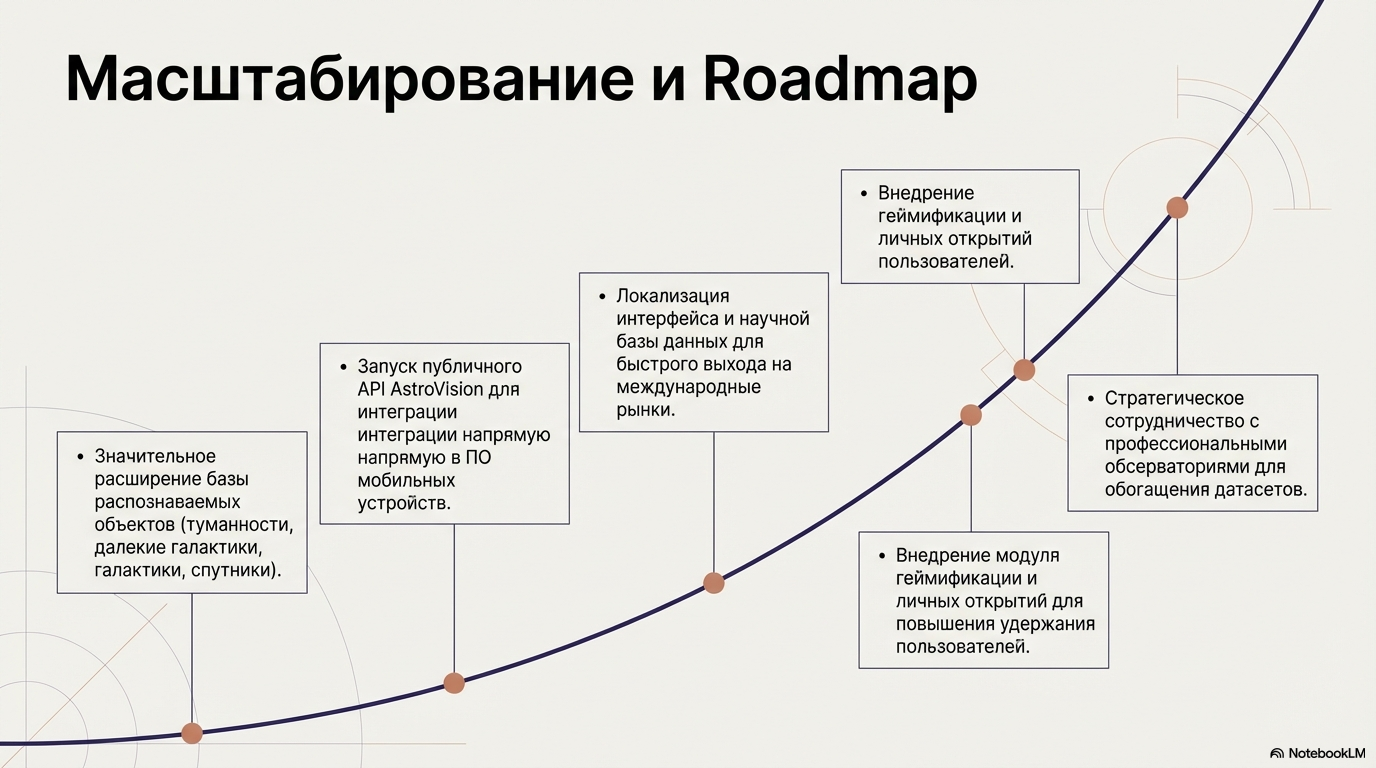 Масштабирование и Roadmap
• Значительное
расширение базы
распознаваемых
объектов (туманности,
далекие галактики,
галактики, спутники).
• Запуск публичного
API AstroVision для
интеграции
интеграции напрямую
напрямую в ПО
мобильных
устройств.
• Локализация
интерфейса и научной
базы данных для
быстрого выхода на
международные
рынки.
• Внедрение
геймификации и
личных открытий
пользователей.
• Внедрение модуля
геймификации и
личных открытий для
повышения удержания
пользователей.
• Стратегическое
сотрудничество с
профессиональными
обсерваториями для
обогащения датасетов.
NotebookLM